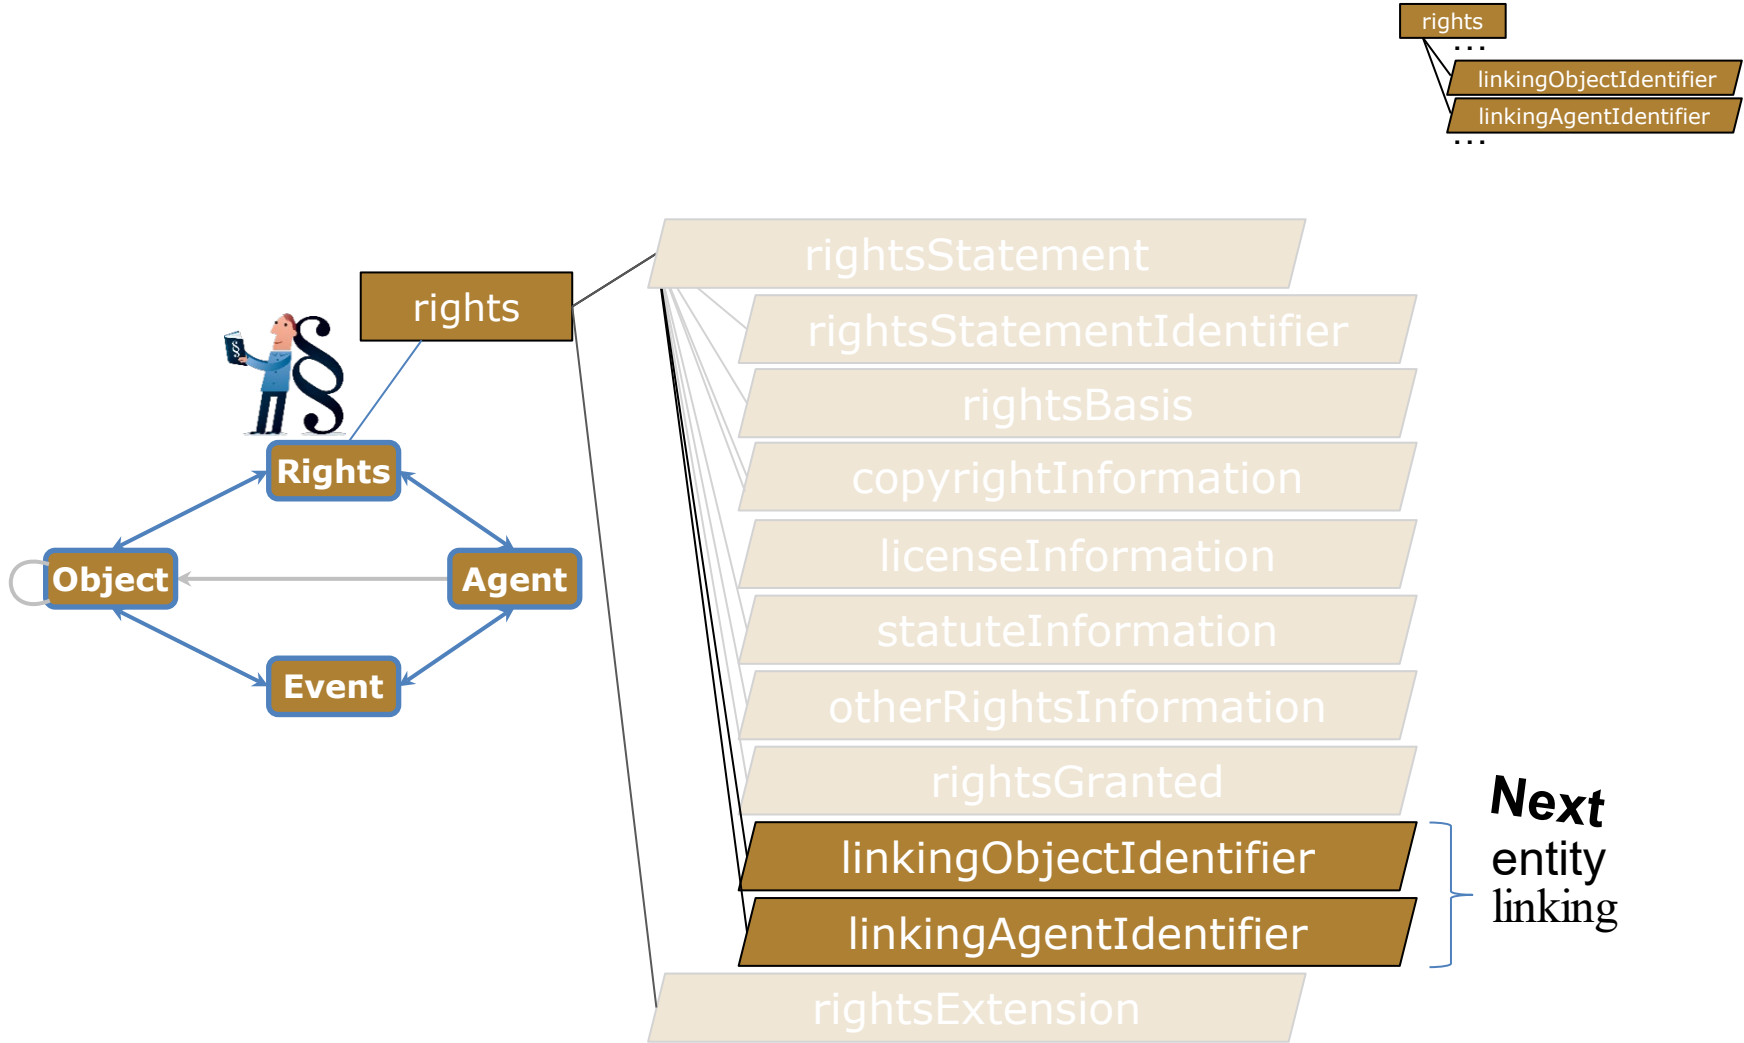 rights
...
linkingObjectIdentifier
linkingAgentIdentifier
...
rightsStatement
rights
rightsStatementIdentifier
§
§
rightsBasis
Rights
copyrightInformation
licenseInformation
Object
Agent
statuteInformation
Event
otherRightsInformation
rightsGranted
linkingObjectIdentifier
linkingAgentIdentifier
rightsExtension
Next
entity
linking